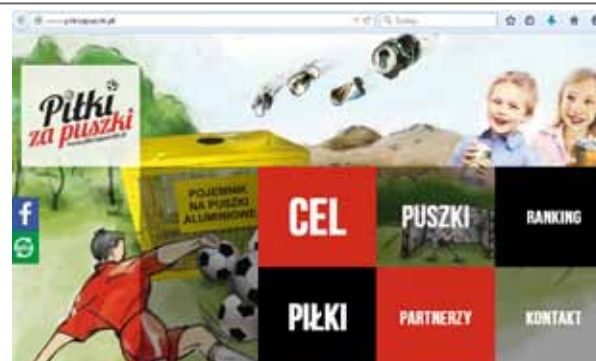 Piłki
za puszki
POJEMNIK
NA PUSZKI
ALUMINIOWE
CEL
PUSZKI
RANKING
PIŁKI
PARTNERZY
KONTAKT